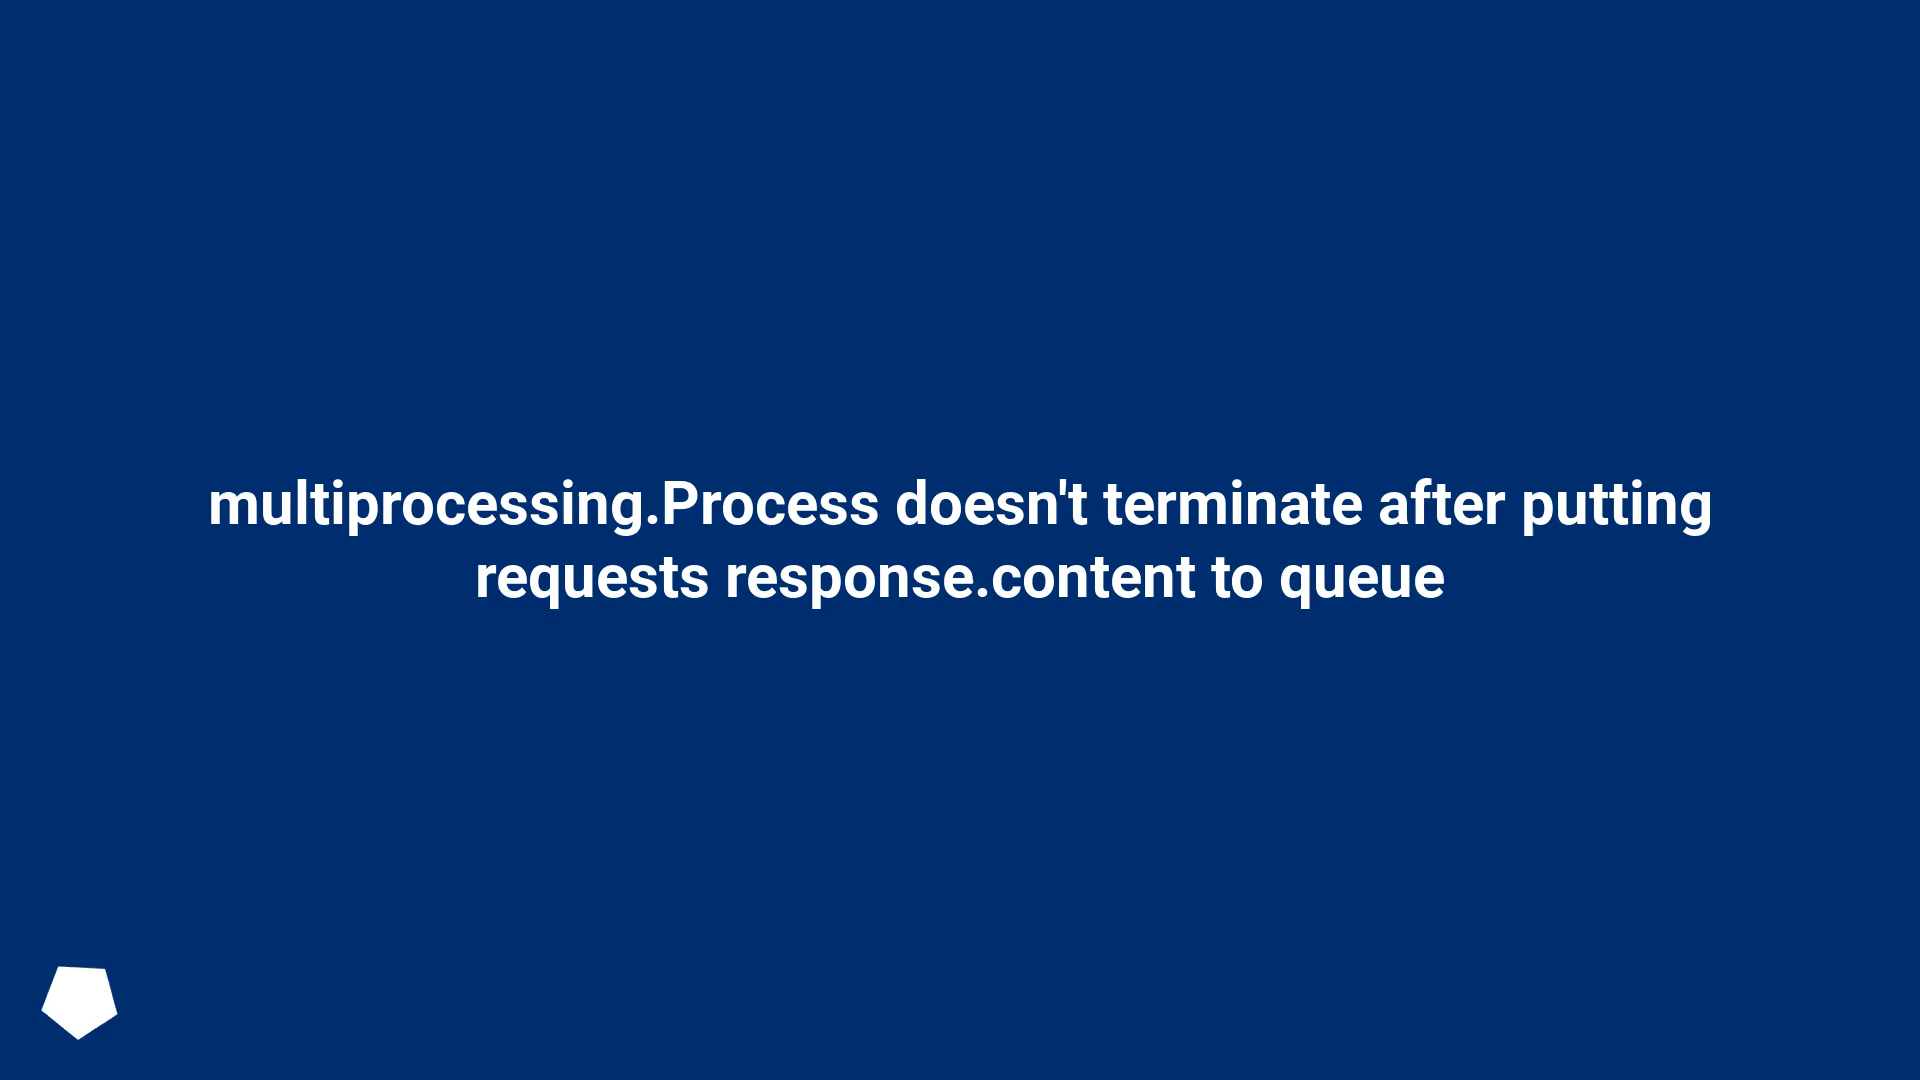 multiprocessing.Process doesn't terminate after putting
requests response.content to queue